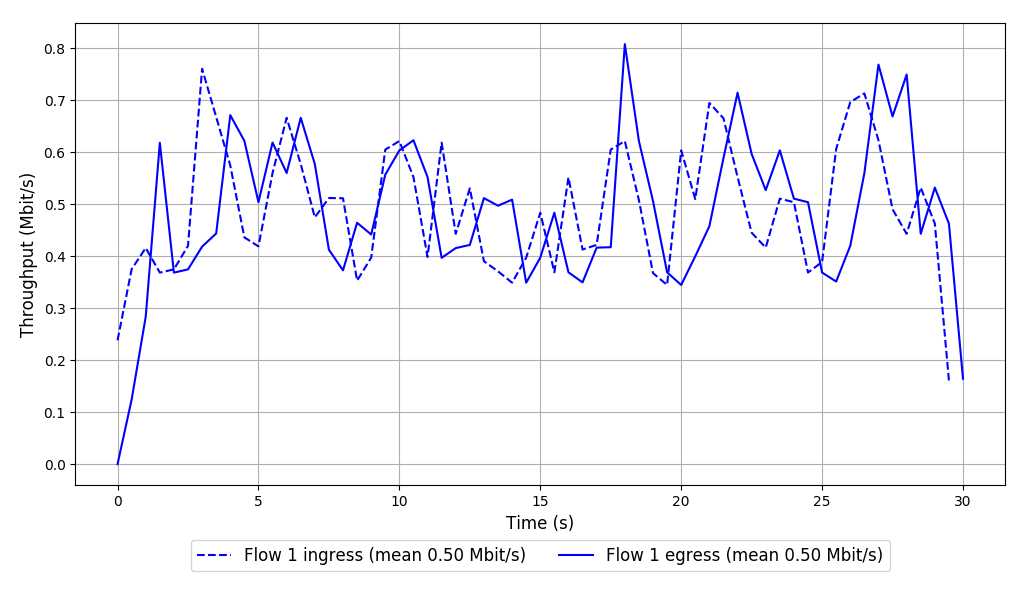 Throughput (Mbit/s)
0.8
0.7
0.6
0.5
0.4
0.3
0.2
0.1
0.0
0 5 10 15 20 25 30
Time (s)
Flow 1 ingress (mean 0.50 Mbit/s) Flow 1 egress (mean 0.50 Mbit/s)